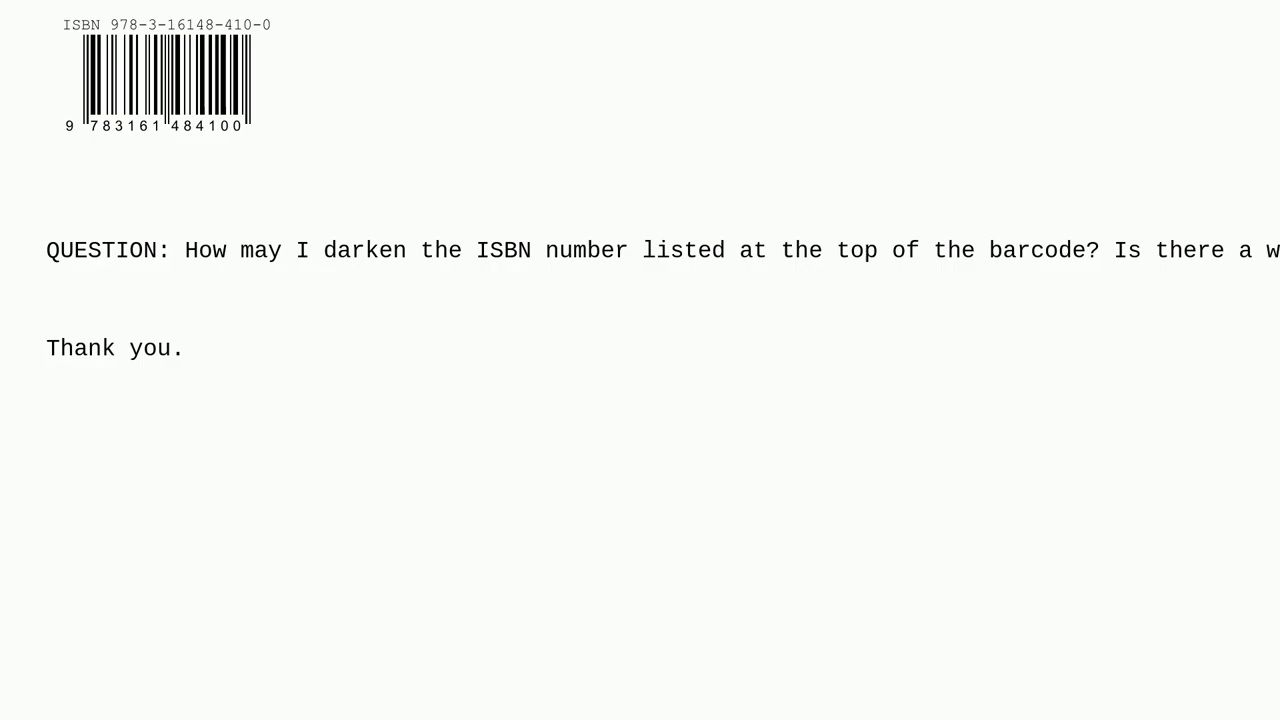 ISBN 978-3-16148-410-0
9 783161 484100
QUESTION: How may I darken the ISBN number listed at the top of the barcode? Is there a
Thank you.